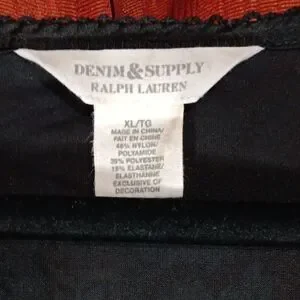 DENIM & SUPPLY
RALPH LAUREN
XL/TG
MADE IN CHINA/
FAIT EN CHINE
46% NYLON/
POLYAMIDE
39% POLYESTER
15% ELASTANE/
ELASTHANNE
EXCLUSIVE OF
DECORATION